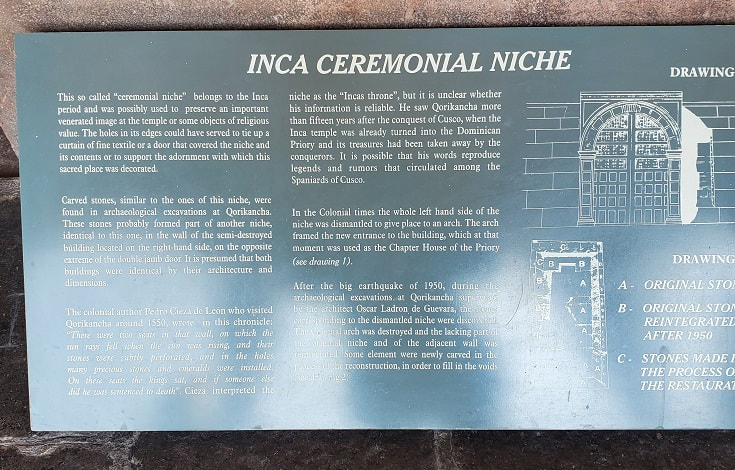 INCA CEREMONIAL NICHE
This so called "ceremonial niche" belongs to the Inca
period and was possibly used to preserve an important
venerated image at the temple or some objects of religious
value. The holes in its edges could have served to tie up a
curtain of fine textile or a door that covered the niche and
its contents or to support the adornment with which this
sacred place was decorated.
Carved stones, similar to the ones of this niche, were
found in archaeological excavations at Qorikancha.
These stones probably formed part of another niche,
identical to this one, in the wall of the semi-destroyed
building located on the right-hand side, on the opposite
extreme of the double jamb door. It is presumed that both
buildings were identical by their architecture and
dimensions.
The colonial author Pedro Cieza de Leon who visited
Qorikancha around 1550, wrote in this chronicle:
"There were two seats in that wall, on which the
sun rays fell when the sun was rising, and their
stones were subtly perforated, and in the holes
many precious stones and emeralds were installed.
On these seats the kings sat, and if someone else
did he was sentenced to death". Cieza interpreted the
niche as the "Incas throne", but it is unclear whether
his information is reliable. He saw Qorikancha more
than fifteen years after the conquest of Cusco, when the
Inca temple was already turned into the Dominican
Priory and its treasures had been taken away by the
conquerors. It is possible that his words reproduce
legends and rumors that circulated among the
Spaniards of Cusco.
In the Colonial times the whole left hand side of the
niche was dismantled to give place to an arch. The arch
framed the new entrance to the building, which at that
moment was used as the Chapter House of the Priory
(see drawing 1).
After the big earthquake of 1950, during the
archaeological excavations at Qorikancha
by the architect Oscar Ladron de Guevara, the
to the dismantled niche were
arch was destroyed and the lacking part
original niche and of the adjacent wall was
Some element were newly carved in the
reconstruction, in order to fill in the voids
DRAWING
DRAWING
A - ORIGINAL STON
B - ORIGINAL STON
REINTEGRATED
AFTER 1950
C - STONES MADE I
THE PROCESS O
THE RESTAURAT